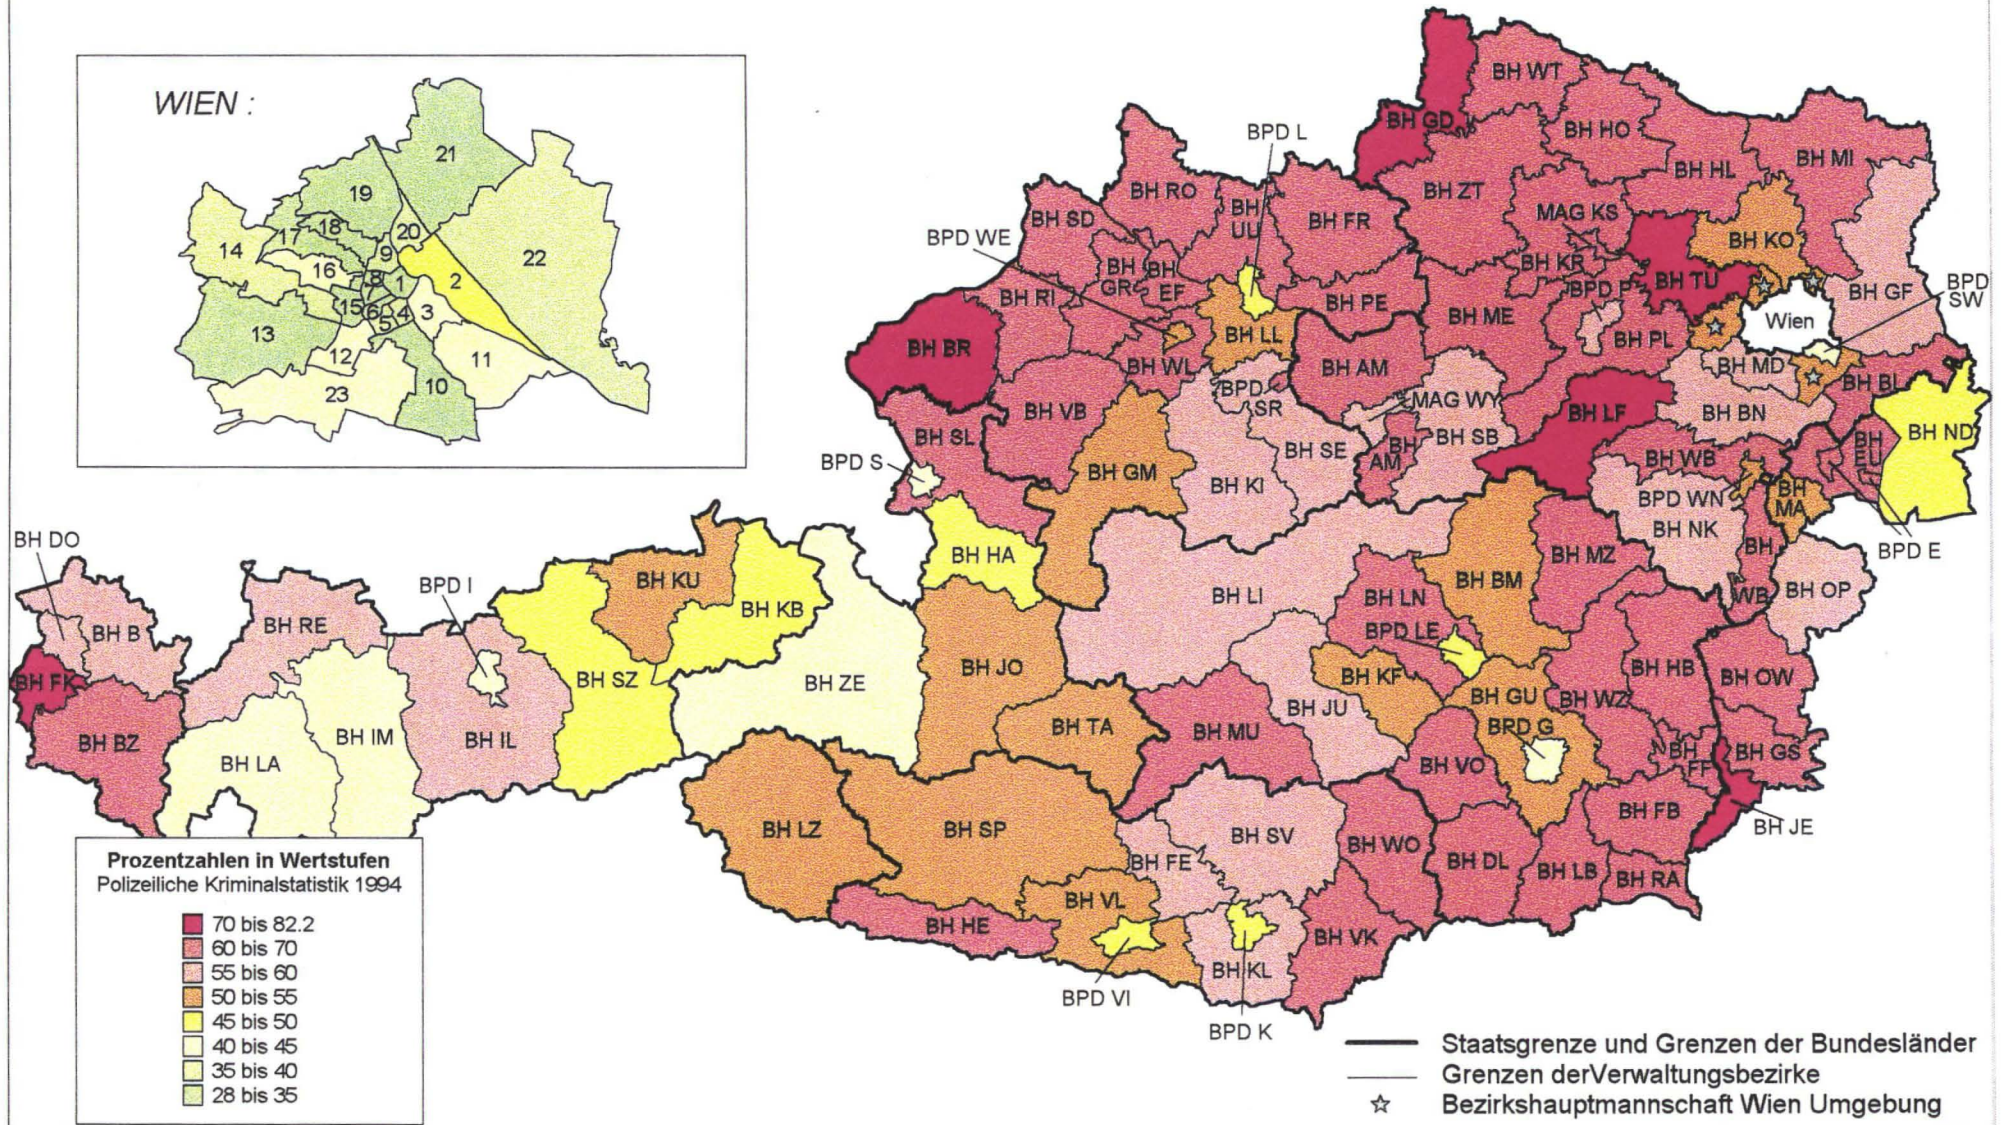 WIEN :
21
19
18
17
20
14
9
16
8
1
2
22
15
6
4
3
5
13
12
11
23
10
BH WT
BH GD
BPD L
BH HO
BH MI
BH HL
BH RO
BH ZT
BH SD
BH
UU
BH FR
MAG KS
BPD WE
BH KO
BH
GR
BH
EF
BH KR
BH TU
BPD P
BH RI
BH PE
BH GF
BPD
SW
BH ME
Wien
BH LL
BH BR
BH PL
BH WL
BH AM
BH MD
BH BL
BPD
SR
MAG WY
BH VB
BH LF
BH BN
BH ND
BH SL
BH SE
BH
AM
BH SB
BH
EU
BPD S
BH GM
BH KI
BH WB
BPD WN
BH
MA
BH NK
BH DO
BH HA
BH MZ
BH
WB
BPD E
BPD I
BH KU
BH BM
BH KB
BH LI
BH LN
BH OP
BH B
BH RE
BPD LE
BH FK
BH SZ
BH ZE
BH JO
BH KF
BH HB
BH OW
BH GU
BH WZ
BH BZ
BH IM
BH IL
BH TA
BH MU
BH JU
BPD G
BH LA
BH VO
BH
FF
BH GS
BH LZ
BH SP
BH SV
BH WO
BH FB
BH JE
BH FE
BH DL
BH LB
BH RA
BH VL
BH HE
BH VK
BH KL
BPD VI
BPD K
Prozentzahlen in Wertstufen
Polizeiliche Kriminalstatistik 1994
70 bis 82.2
60 bis 70
55 bis 60
50 bis 55
45 bis 50
40 bis 45
35 bis 40
28 bis 35
Staatsgrenze und Grenzen der Bundesländer
Grenzen derVerwaltungsbezirke
Bezirkshauptmannschaft Wien Umgebung